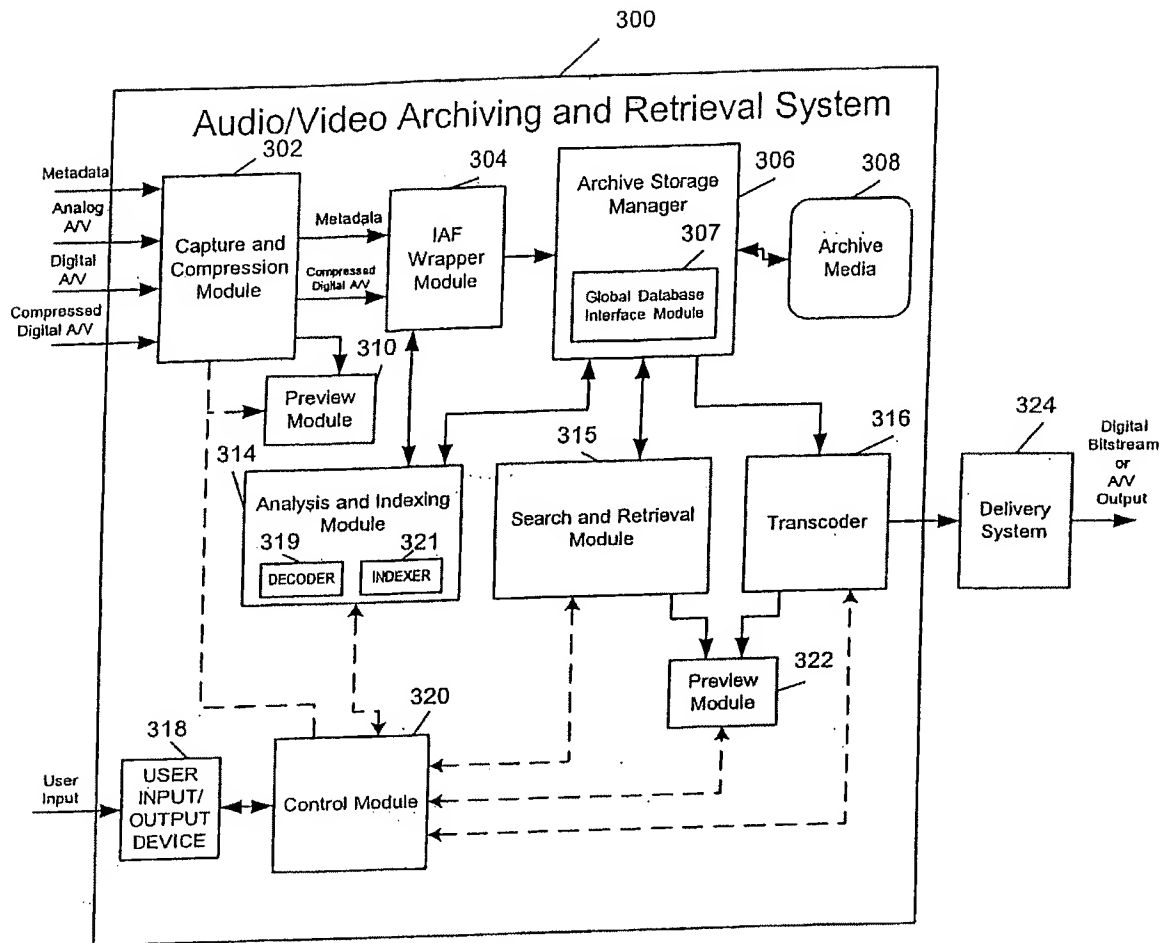 300
Audio/Video Archiving and Retrieval System
302
304
306
308
Metadata
Analog
A/V
Digital
A/V
Compressed
Digital A/V
Capture and
Compression
Module
Metadata
Compressed
Digital A/V
IAF
Wrapper
Module
Archive Storage
Manager
307
Global Database
Interface Module
Archive
Media
310
Preview
Module
314
Analysis and Indexing
Module
319
DECODER
321
INDEXER
315
Search and Retrieval
Module
316
Transcoder
324
Delivery
System
Digital
Bitstream
or
A/V
Output
322
Preview
Module
320
Control Module
318
User
Input
USER
INPUT/
OUTPUT
DEVICE